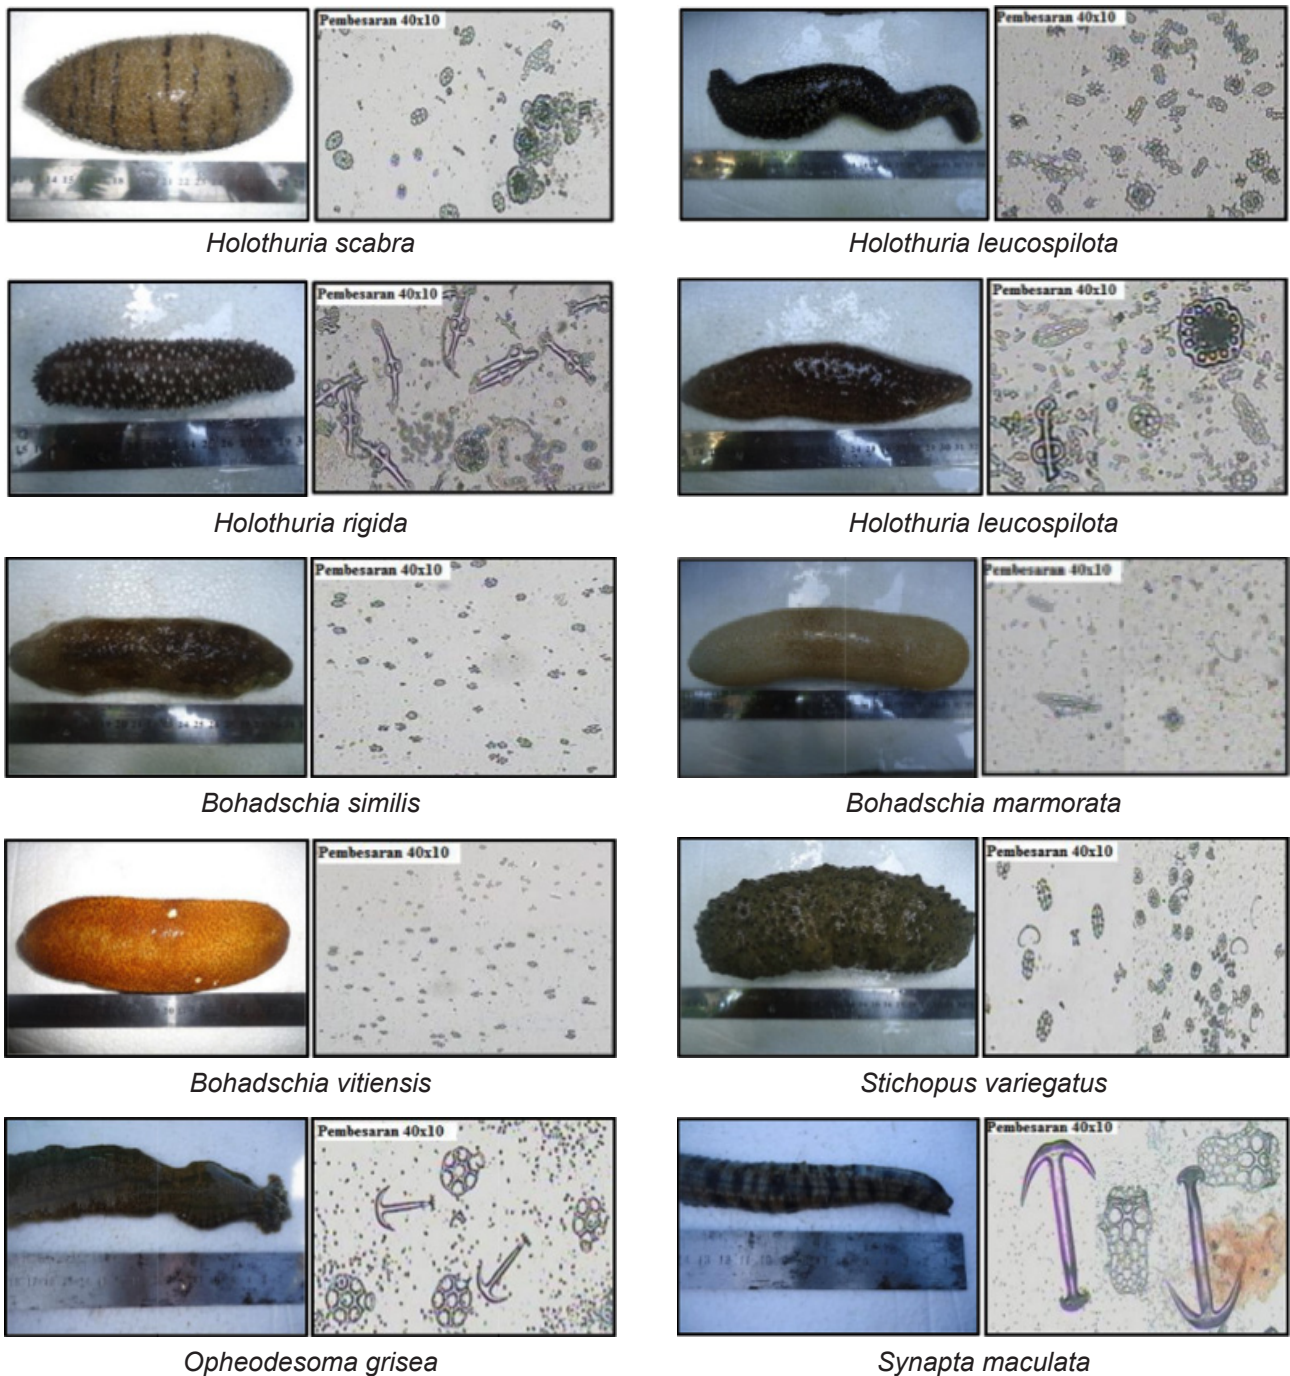 Pembesaran 40x10
Pembesaran 40x10
Holothuria scabra
Holothuria leucospilota
Pembesaran 40x10
Pembesaran 40x10
Holothuria rigida
Holothuria leucospilota
Pembesaran 40x10
Pembesaran 40x10
Bohadschia similis
Bohadschia marmorata
Pembesaran 40x10
Pembesaran 40x10
Bohadschia vitiensis
Stichopus variegatus
Pembesaran 40x10
Pembesaran 40x10
Opheodesoma grisea
Synapta maculata